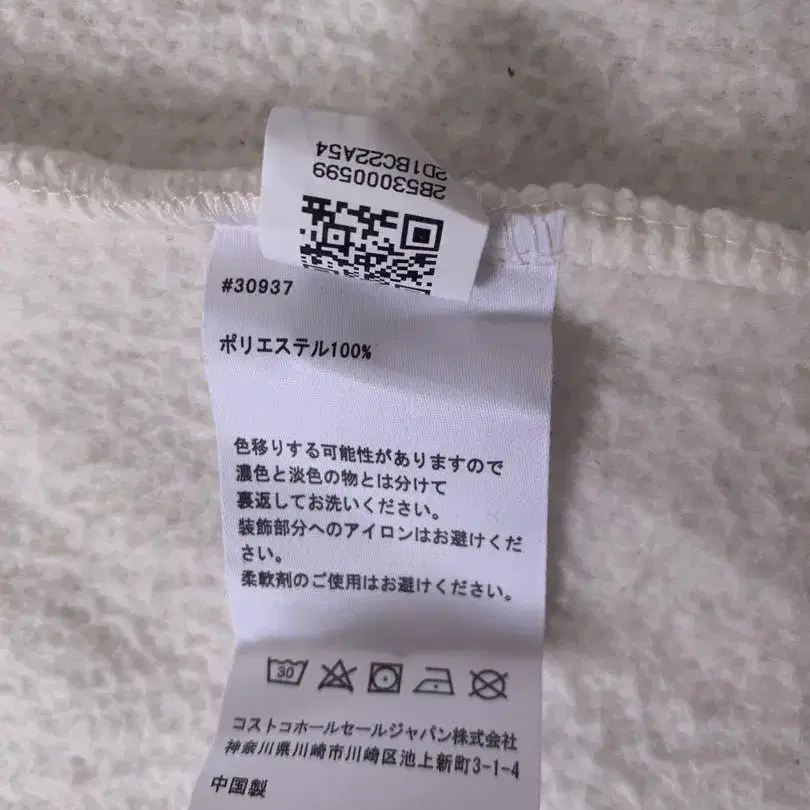 2D1BC22A54
2B53000599
#30937
ポリエステル100%
色移りする可能性がありますので
濃色と淡色の物とは分けて
裏返してお洗いください。
装飾部分へのアイロンはお避けくだ
さい。
柔軟剤のご使用はお避けください。
30
コストコホールセールジャパン株式会社
神奈川県川崎市川崎区池上新町3-1-4
中国製